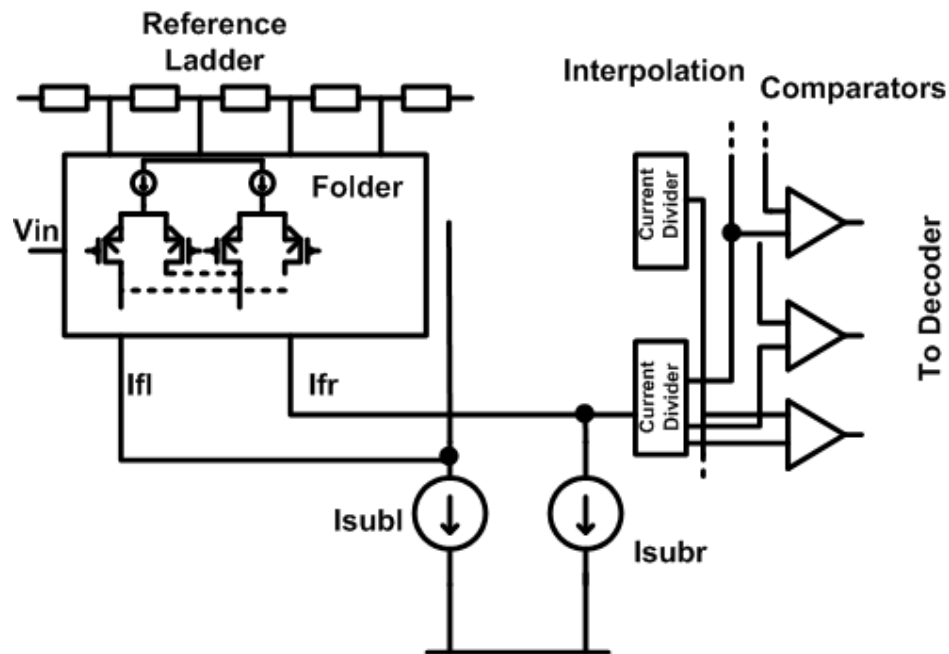 Reference
Ladder
Interpolation
Comparators
Folder
Vin
Current
Divider
Ifl
Ifr
Current
Divider
To Decoder
Isubl
Isubr